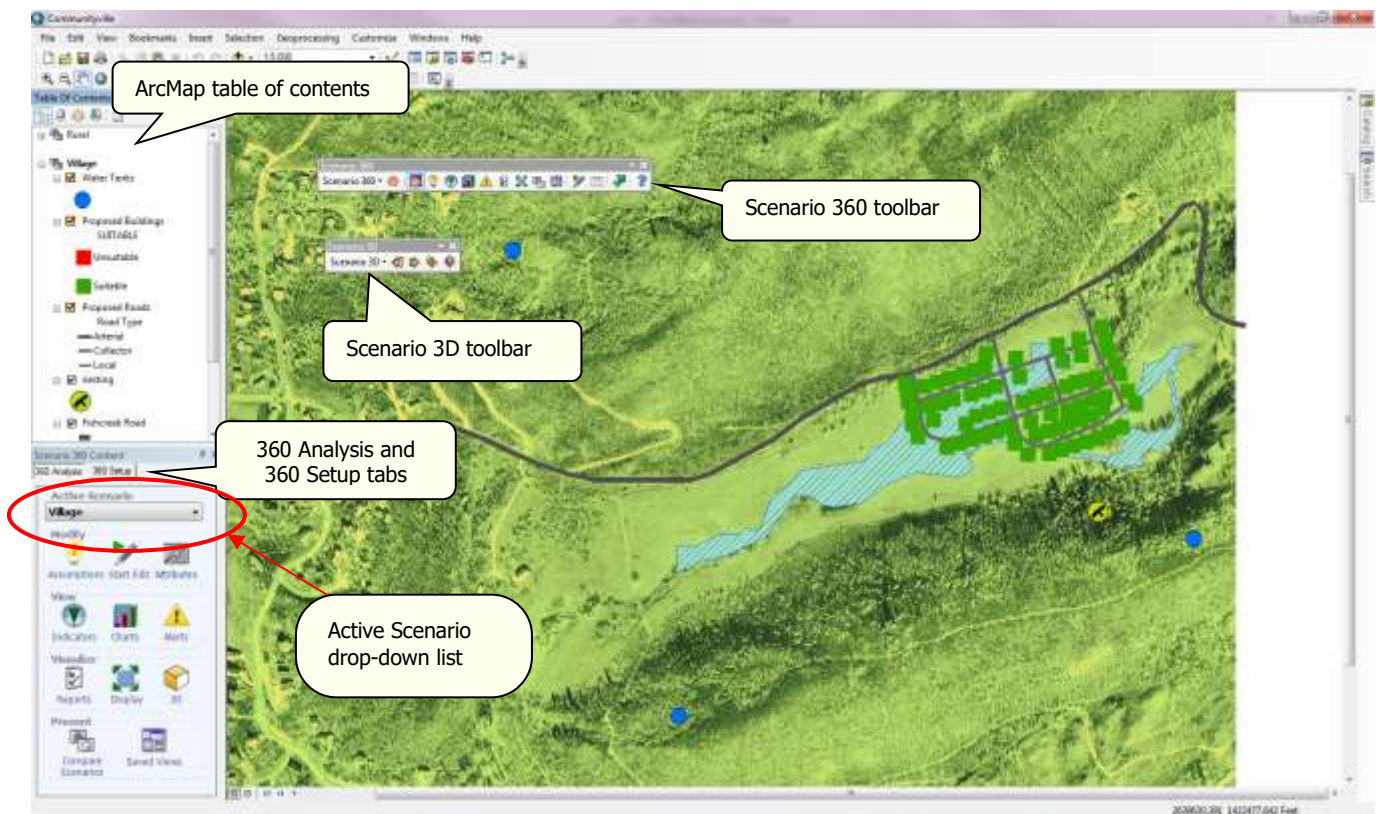 Communityville
File Edit View Bookmarks Insert Selection Geoprocessing Customize Windows Help
ArcMap table of contents
Table Of Contents
Rural
Village
Water Tanks
Proposed Buildings
SUITABLE
Unsuitable
Suitable
Proposed Roads
Road Type
Arterial
Collector
Local
nesting
Fishcreek Road
Scenario 360
Scenario 360 toolbar
Scenario 3D
Scenario 3D toolbar
Scenario 360 Content
360 Analysis 360 Setup
360 Analysis and
360 Setup tabs
Active Scenario
Village
Modify
Assumptions Start Edit Attributes
View
Indicators Charts Alerts
Visualize
Reports Display 3D
Present
Compare
Scenarios
Saved Views
Active Scenario
drop-down list
Catalog
Search